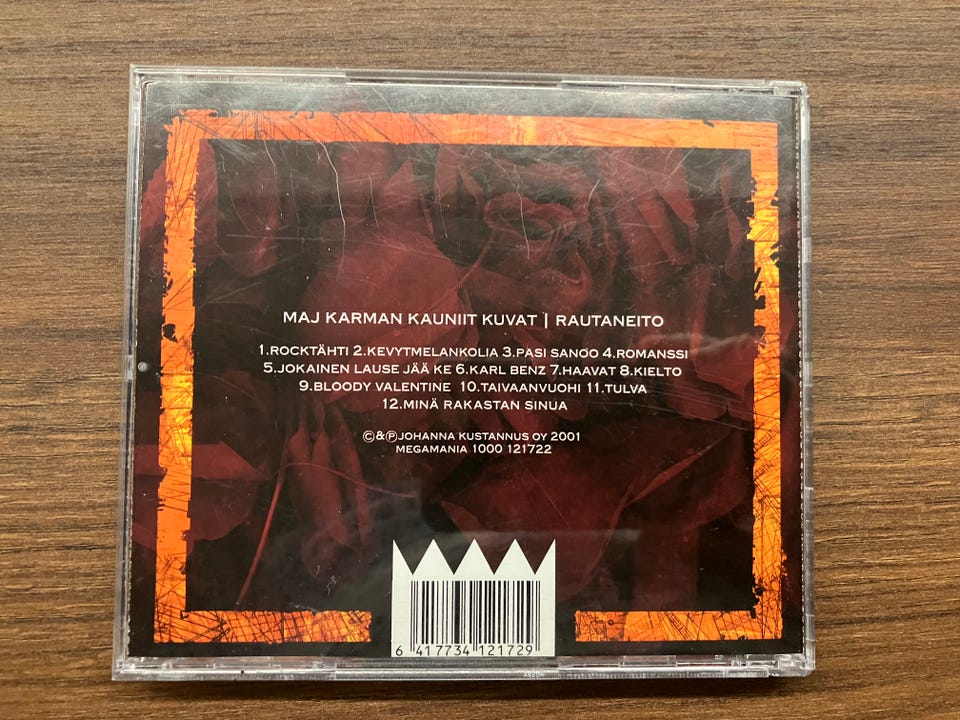 MAJ KARMAN KAUNIIT KUVAT | RAUTANEITO
1.ROCKTÄHTI 2.KEVYTMELANKOLIA 3.PASI SANOO 4.ROMANSSI
5.JOKAINEN LAUSE JÄÄ KE 6.KARL BENZ 7.HAAVAT 8.KIELTO
9.BLOODY VALENTINE 10.TAIVAANVUOHI 11.TULVA
12.MINÄ RAKASTAN SINUA
©&℗JOHANNA KUSTANNUS OY 2001
MEGAMANIA 1000 121722
6 417734 121729